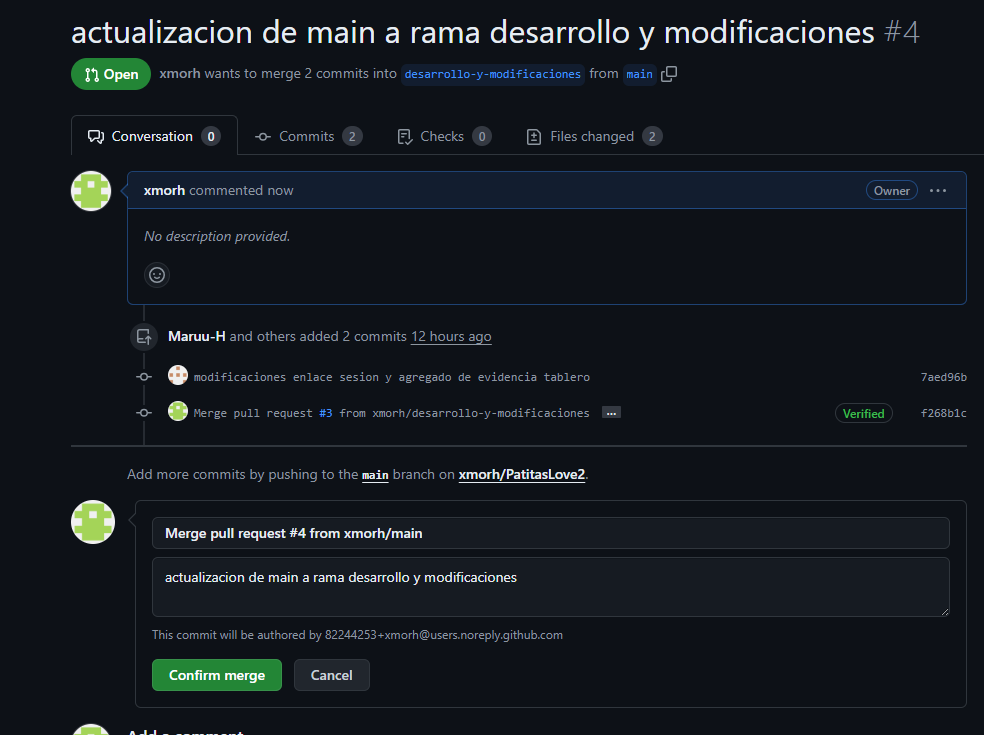 actualizacion de main a rama desarrollo y modificaciones #4
Open xmorh wants to merge 2 commits into desarrollo-y-modificaciones from main
Conversation 0 Commits 2 Checks 0 Files changed 2
xmorh commented now Owner ...
No description provided.
Maruu-H and others added 2 commits 12 hours ago
modificaciones enlace sesion y agregado de evidencia tablero 7aed96b
Merge pull request #3 from xmorh/desarrollo-y-modificaciones ... Verified f268b1c
Add more commits by pushing to the main branch on xmorh/PatitasLove2.
Merge pull request #4 from xmorh/main
actualizacion de main a rama desarrollo y modificaciones
This commit will be authored by 82244253+xmorh@users.noreply.github.com
Confirm merge Cancel
Add a comment